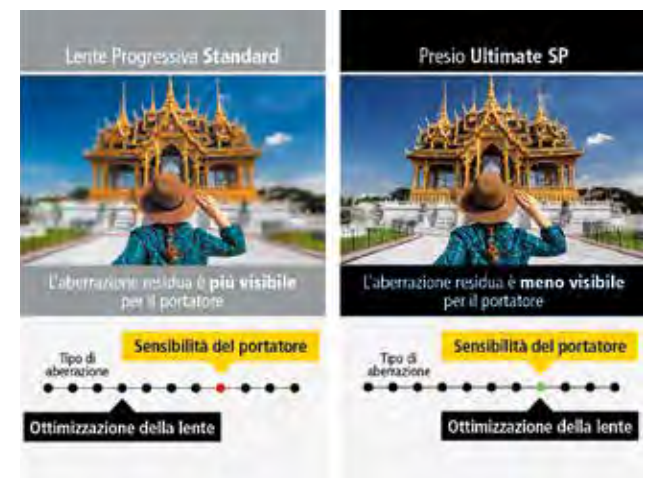 Lente Progressiva Standard
L'aberrazione residua è più visibile
per il portatore
Tipo di
aberrazione
Sensibilità del portatore
Ottimizzazione della lente
Presio Ultimate SP
L'aberrazione residua è meno visibile
per il portatore
Tipo di
aberrazione
Sensibilità del portatore
Ottimizzazione della lente